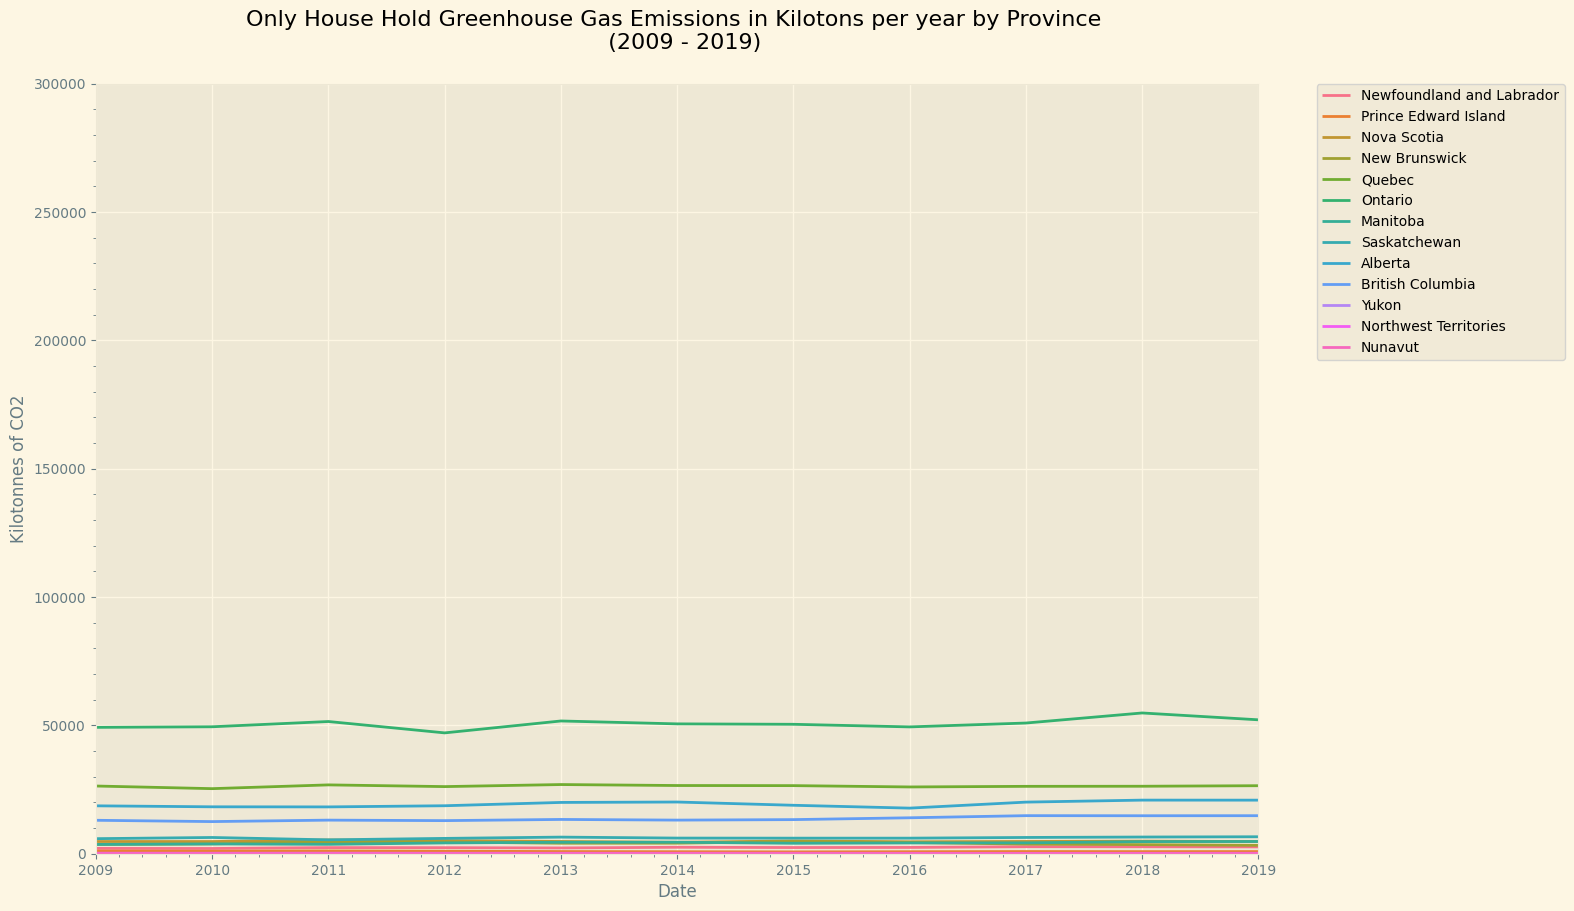 Only House Hold Greenhouse Gas Emissions in Kilotons per year by Province
(2009 - 2019)
300000
250000
200000
150000
100000
50000
0
Kilotonnes of CO2
2009 2010 2011 2012 2013 2014 2015 2016 2017 2018 2019
Date
Newfoundland and Labrador
Prince Edward Island
Nova Scotia
New Brunswick
Quebec
Ontario
Manitoba
Saskatchewan
Alberta
British Columbia
Yukon
Northwest Territories
Nunavut